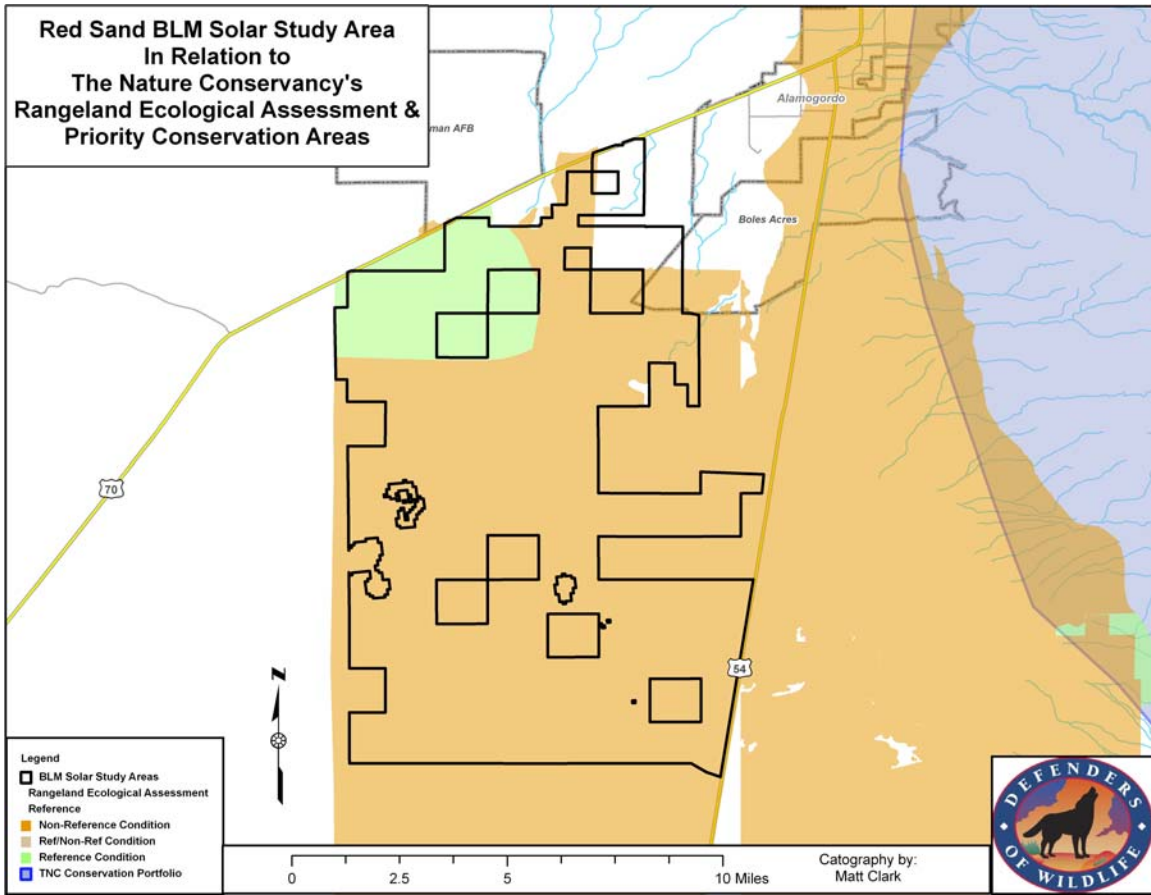 Red Sand BLM Solar Study Area
In Relation to
The Nature Conservancy's
Rangeland Ecological Assessment &
Priority Conservation Areas
man AFB
Alamogordo
Boles Acres
70
54
N
Legend
BLM Solar Study Areas
Rangeland Ecological Assessment
Reference
Non-Reference Condition
Ref/Non-Ref Condition
Reference Condition
TNC Conservation Portfolio
0 2.5 5 10 Miles
Catography by:
Matt Clark
DEFENDERS
OF WILDLIFE